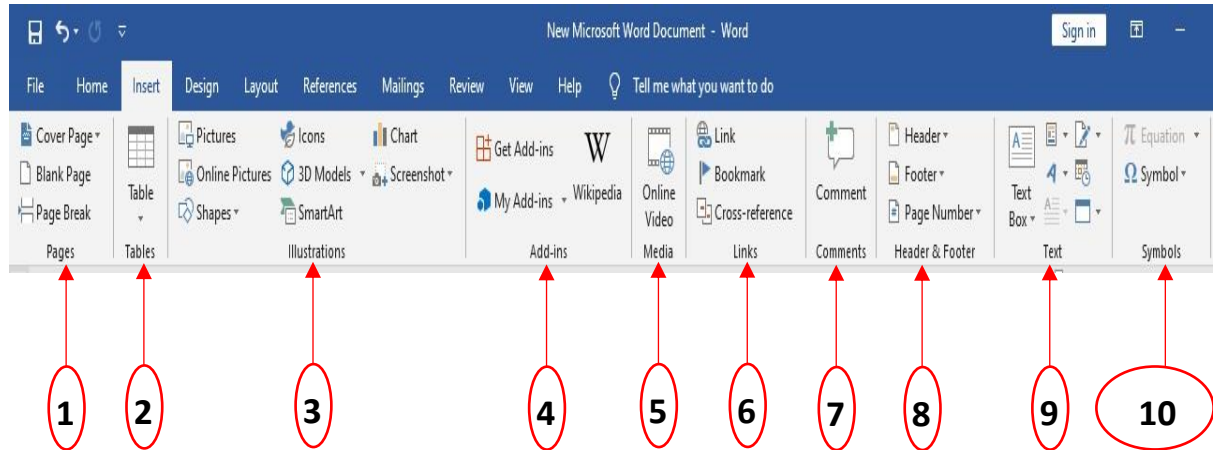 New Microsoft Word Document - Word
Sign in
File Home Insert Design Layout References Mailings Review View Help Tell me what you want to do
Cover Page
Blank Page
Page Break
Pages
Table
Tables
Pictures
Online Pictures
Shapes
Icons
3D Models
SmartArt
Chart
Screenshot
Illustrations
Get Add-ins
My Add-ins
W
Wikipedia
Add-ins
Online
Video
Media
Link
Bookmark
Cross-reference
Links
Comment
Comments
Header
Footer
Page Number
Header & Footer
A
Text
Box
A
A
Text
π Equation
Ω Symbol
Symbols
1 2 3 4 5 6 7 8 9 10